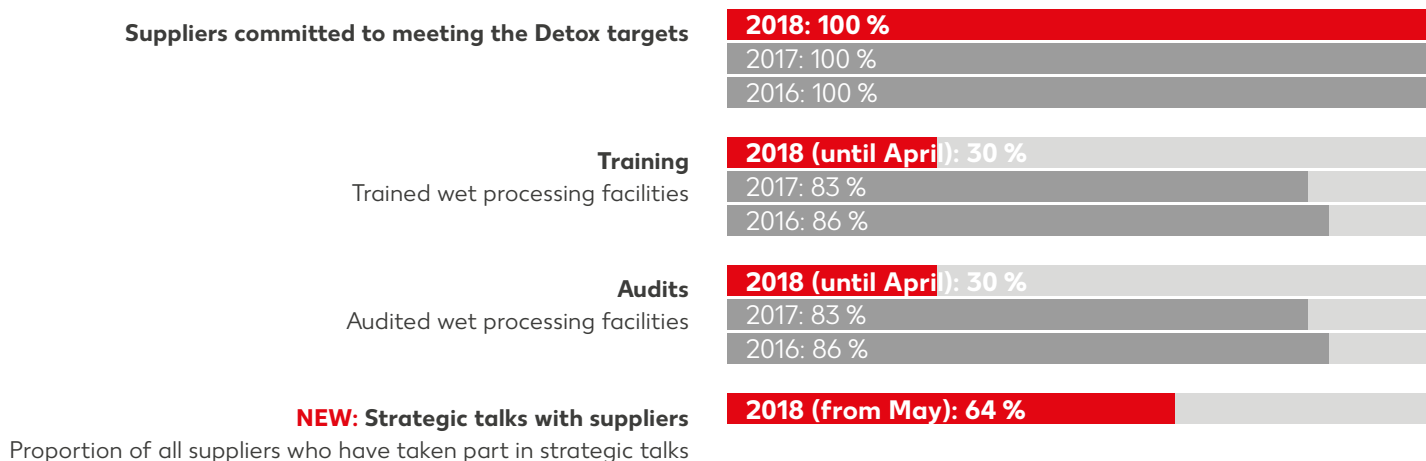 Suppliers committed to meeting the Detox targets
2018: 100 %
2017: 100 %
2016: 100 %
Training
Trained wet processing facilities
2018 (until April): 30 %
2017: 83 %
2016: 86 %
Audits
Audited wet processing facilities
2018 (until April): 30 %
2017: 83 %
2016: 86 %
NEW: Strategic talks with suppliers
Proportion of all suppliers who have taken part in strategic talks
2018 (from May): 64 %